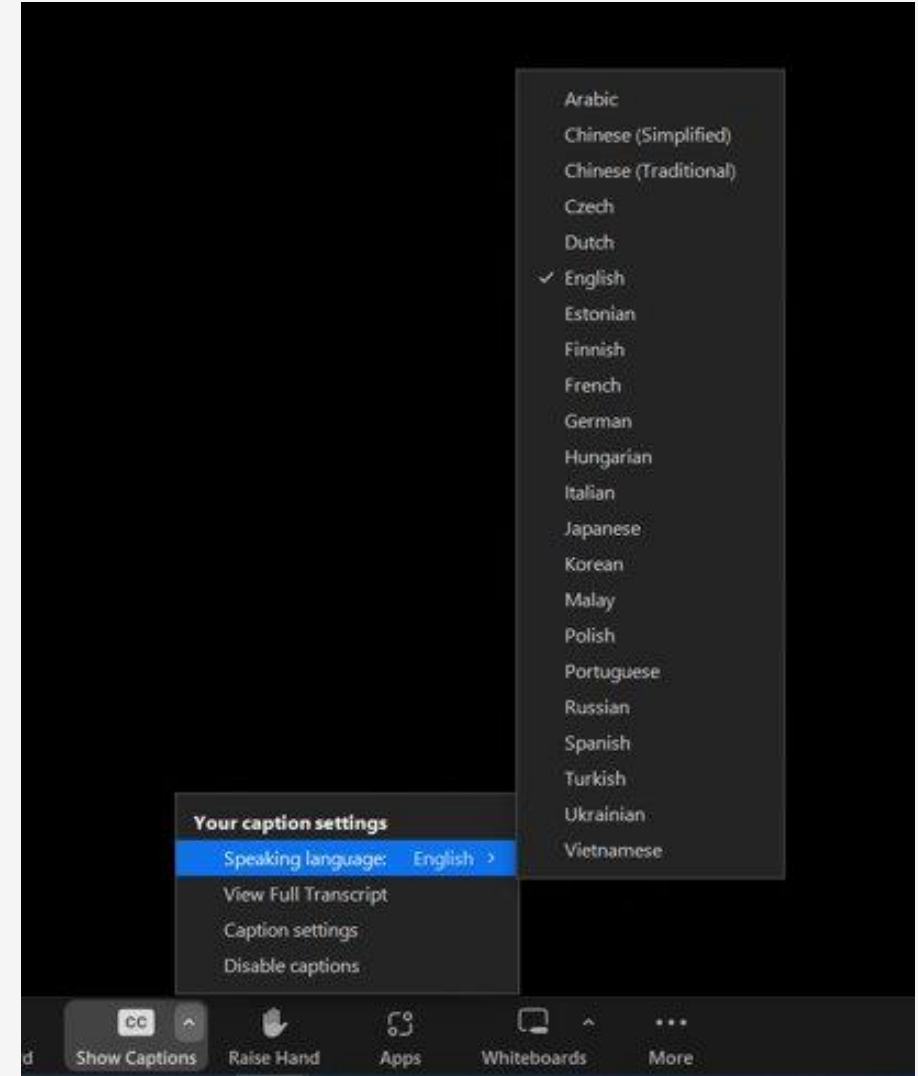 Arabic
Chinese (Simplified)
Chinese (Traditional)
Czech
Dutch
English
Estonian
Finnish
French
German
Hungarian
Italian
Japanese
Korean
Malay
Polish
Portuguese
Russian
Spanish
Turkish
Ukrainian
Vietnamese
Your caption settings
Speaking language: English
View Full Transcript
Caption settings
Disable captions
CC
d Show Captions Raise Hand Apps Whiteboards More